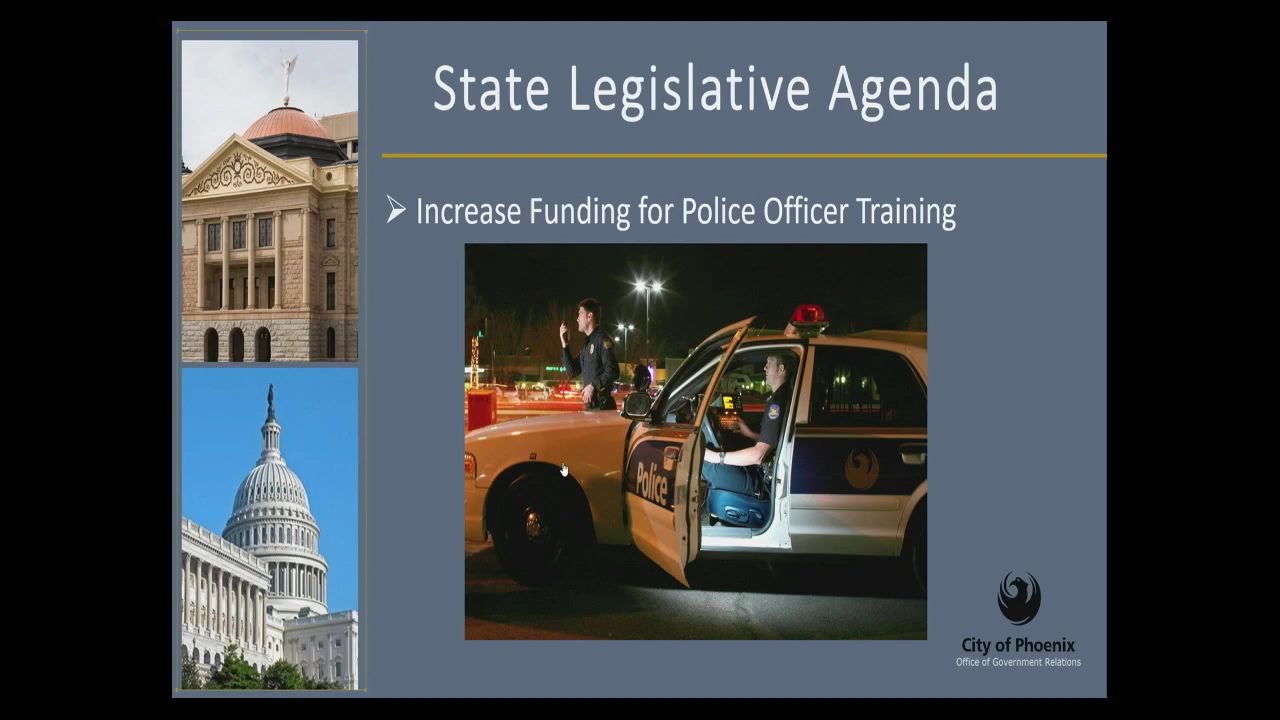 State Legislative Agenda
Increase Funding for Police Officer Training
Police
City of Phoenix
Office of Government Relations